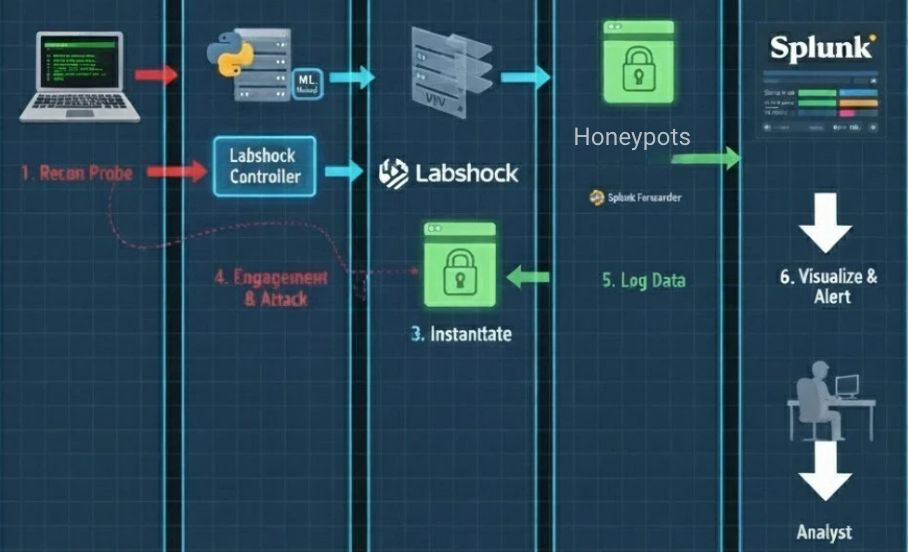 ML
Labshock
Controller
1. Recon Probe
4. Engagement
& Attack
Labshock
3. Instanttate
Honeypots
Splunk Forwarder
5. Log Data
Splunk
6. Visualize &
Alert
Analyst